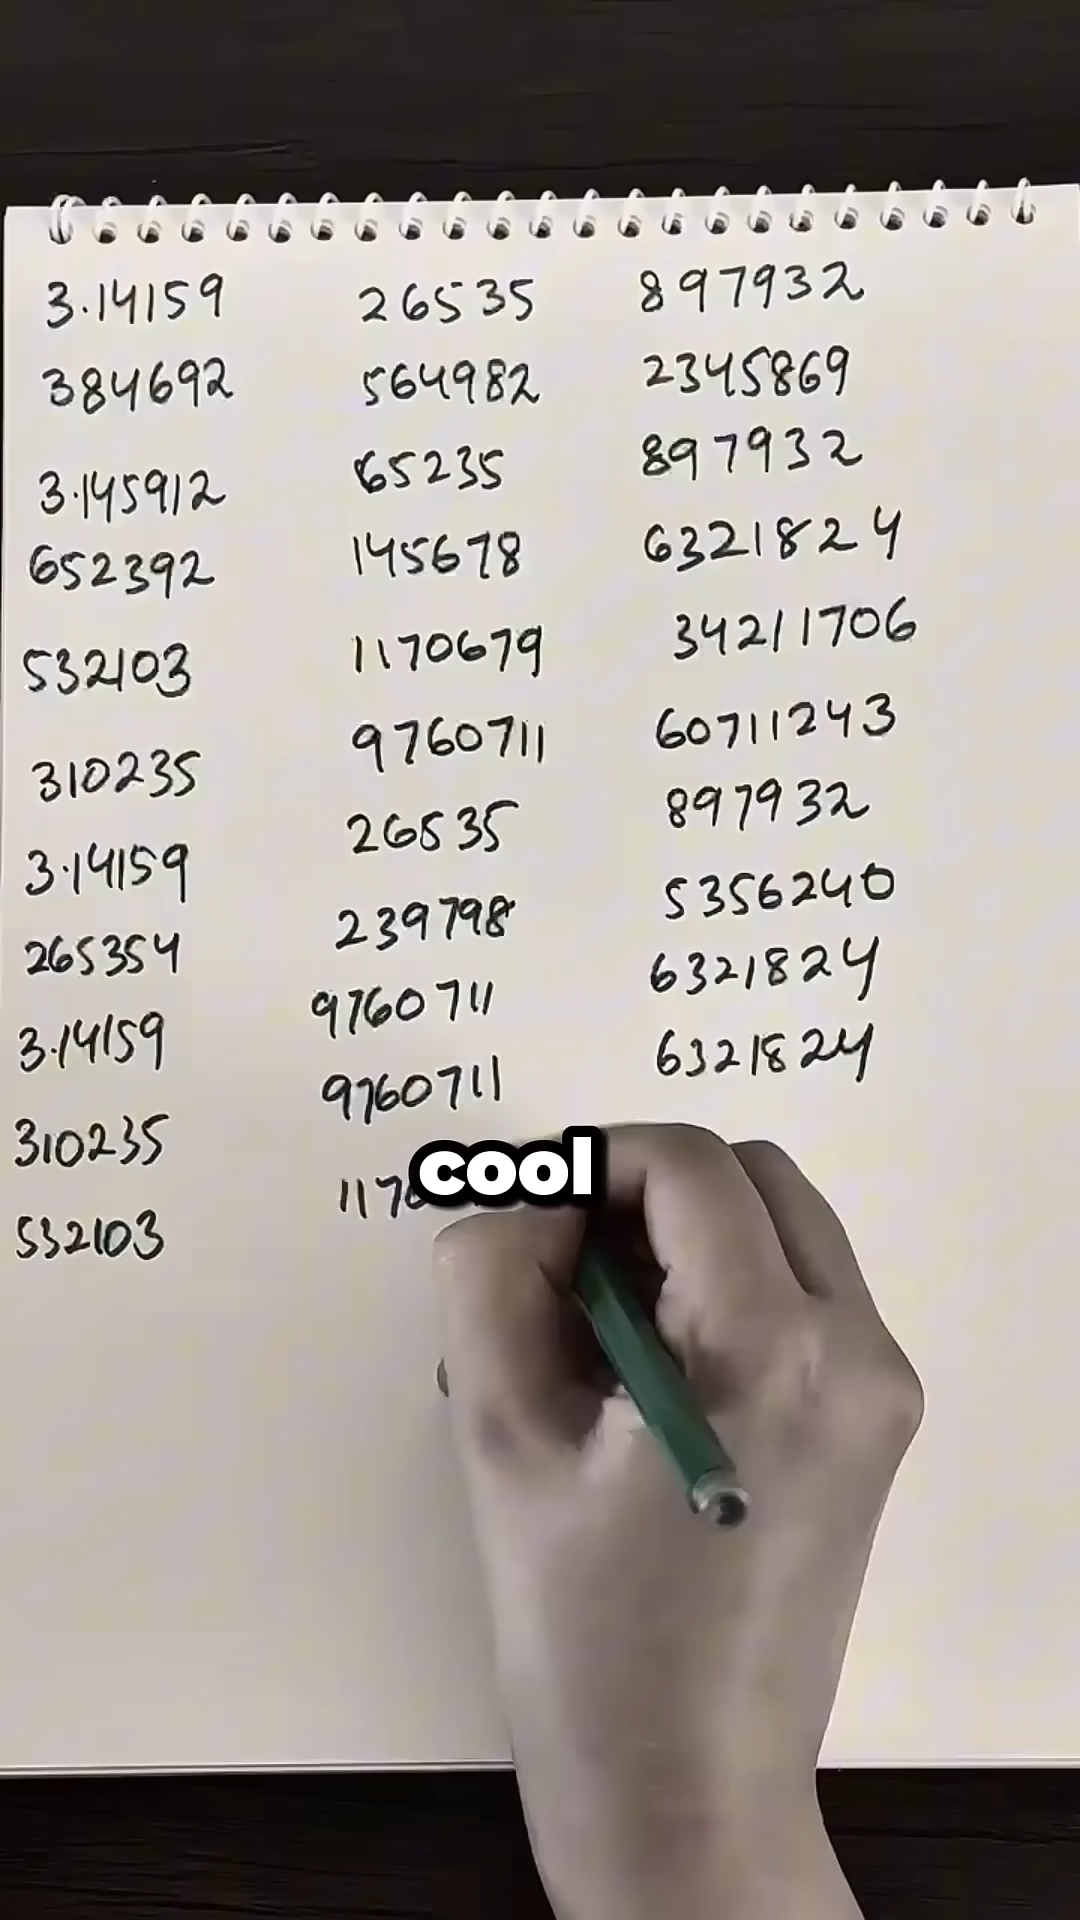 3.14159 26535 897932
384692 564982 2345869
3.145912 65235 897932
652392 145678 6321824
532103 1170679 34211706
310235 9760711 60711243
3.14159 26535 897932
265354 239798 5356240
3.14159 9760711 6321824
310235 9760711 6321824
532103
cool